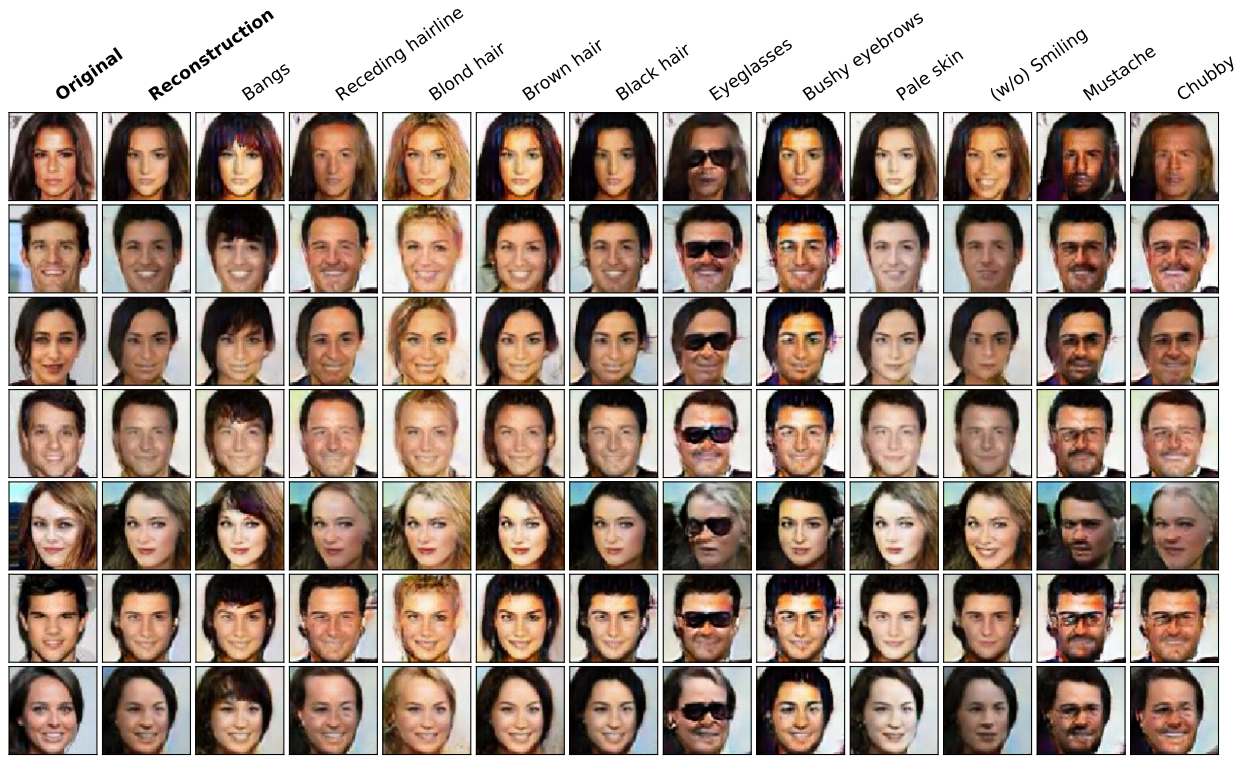 Original
Reconstruction
Bangs
Receding hairline
Blond hair
Brown hair
Black hair
Eyeglasses
Bushy eyebrows
Pale skin
(w/o) Smiling
Mustache
Chubby